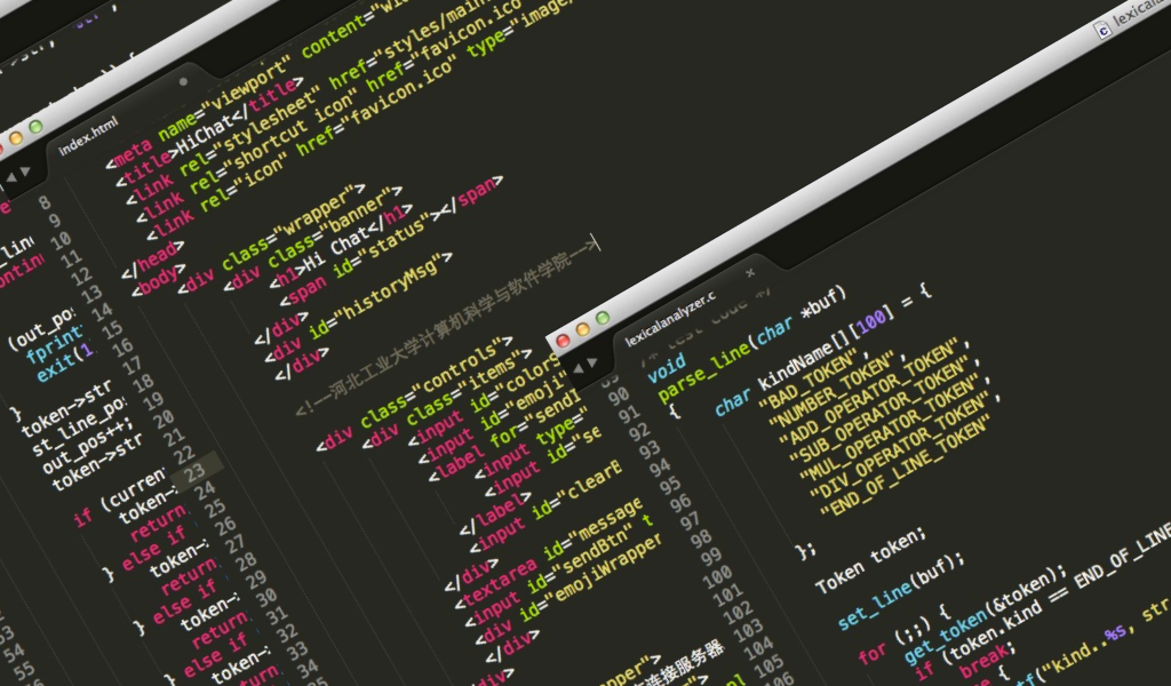 index.html
<meta name="viewport" content="wi
<title>HiChat</title>
<link rel="stylesheet" href="styles/main
<link rel="shortcut icon" href="favicon.ico" type="image/
<link rel="icon" href="favicon.ico"
</head>
<body>
<div class="wrapper">
<div class="banner">
<h1>Hi Chat</h1>
<span id="status"></span>
</div>
<div id="historyMsg">
</div>
<!--河北工业大学计算机科学与软件学院-->
<div class="controls">
<div class="items">
<input id="colorS
<input id="emoji
<label for="sendI
<input type="
<input id="se
</label>
<input id="clearB
</div>
<textarea id="message
<input id="sendBtn" t
<div id="emojiWrapper
</div>
</div>
连接服务器
8
9
10
11
12
13
14
15
16
17
18
19
20
21
22
23
24
25
26
27
28
29
30
31
32
33
34
(out_pos
fprint
exit(1
}
token->str
st_line_po
out_pos++;
token->str
if (curren
token->
return
} else if
token->
return
} else if
token->
return
} else if
token->
lexicalanalyzer.c
/* test code */
void
parse_line(char *buf)
{
char kindName[][100] = {
"BAD_TOKEN",
"NUMBER_TOKEN",
"ADD_OPERATOR_TOKEN",
"SUB_OPERATOR_TOKEN",
"MUL_OPERATOR_TOKEN",
"DIV_OPERATOR_TOKEN",
"END_OF_LINE_TOKEN"
};
Token token;
set_line(buf);
for (;;) {
get_token(&token);
if (token.kind == END_OF_LINE
break;
90
91
92
93
94
95
96
97
98
99
100
101
102
103
104
105